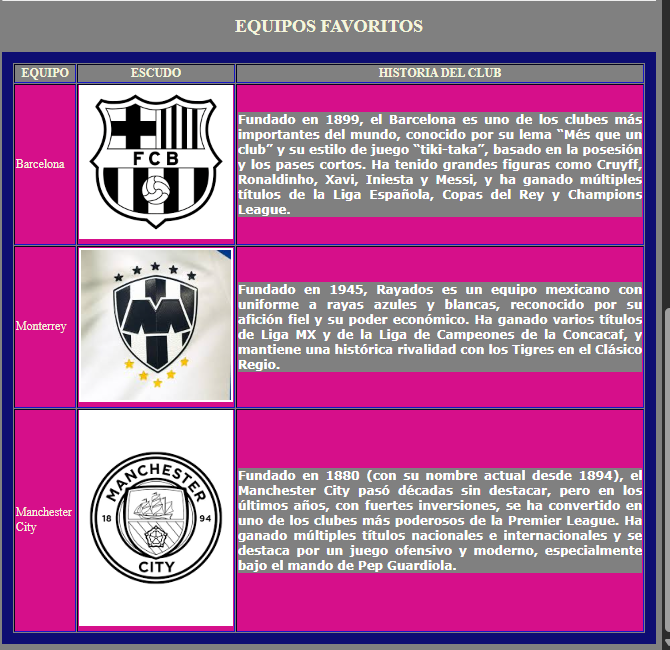 EQUIPOS FAVORITOS
EQUIPO ESCUDO HISTORIA DEL CLUB
Barcelona
FCB
Fundado en 1899, el Barcelona es uno de los clubes más
importantes del mundo, conocido por su lema “Més que un
club” y su estilo de juego “tiki-taka”, basado en la posesión
y los pases cortos. Ha tenido grandes figuras como Cruyff,
Ronaldinho, Xavi, Iniesta y Messi, y ha ganado múltiples
títulos de la Liga Española, Copas del Rey y Champions
League.
Monterrey
M
Fundado en 1945, Rayados es un equipo mexicano con
uniforme a rayas azules y blancas, reconocido por su
afición fiel y su poder económico. Ha ganado varios títulos
de Liga MX y de la Liga de Campeones de la Concacaf, y
mantiene una histórica rivalidad con los Tigres en el Clásico
Regio.
Manchester
City
MANCHESTER
18 94
CITY
Fundado en 1880 (con su nombre actual desde 1894), el
Manchester City pasó décadas sin destacar, pero en los
últimos años, con fuertes inversiones, se ha convertido en
uno de los clubes más poderosos de la Premier League. Ha
ganado múltiples títulos nacionales e internacionales y se
destaca por un juego ofensivo y moderno, especialmente
bajo el mando de Pep Guardiola.